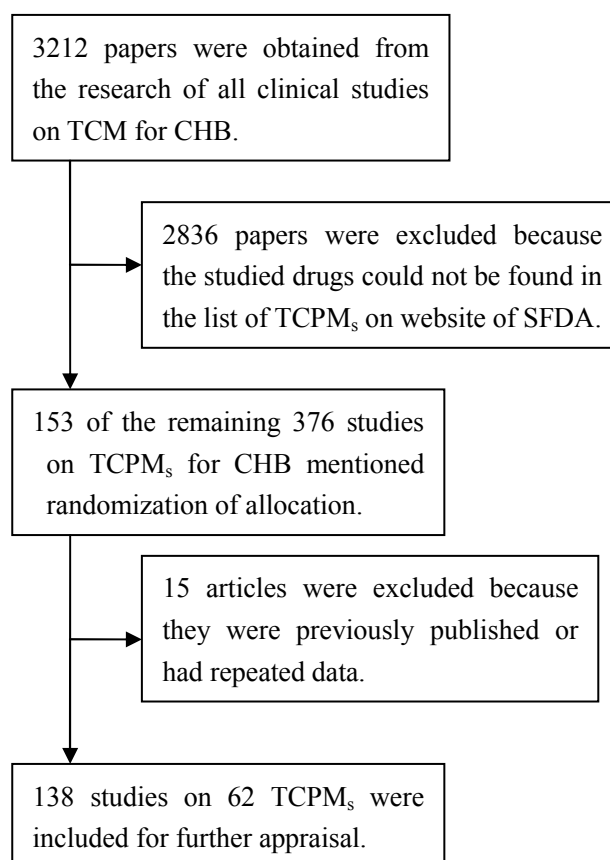 3212 papers were obtained from
the research of all clinical studies
on TCM for CHB.
2836 papers were excluded because
the studied drugs could not be found in
the list of TCPMs on website of SFDA.
153 of the remaining 376 studies
on TCPMs for CHB mentioned
randomization of allocation.
15 articles were excluded because
they were previously published or
had repeated data.
138 studies on 62 TCPMs were
included for further appraisal.